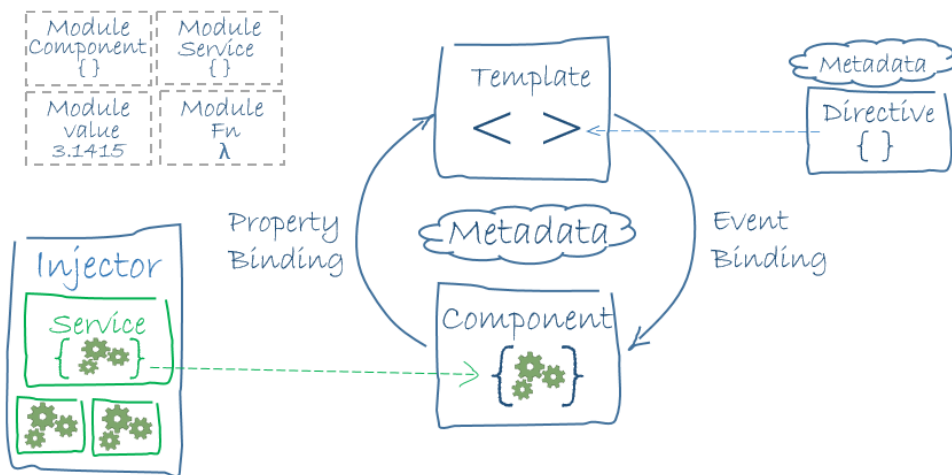 Module
Component
{ }
Module
Service
{ }
Module
value
3.1415
Module
Fn
λ
Template
< >
Metadata
Directive
{ }
Property
Binding
Metadata
Event
Binding
Injector
Service
{ }
Component
{ }